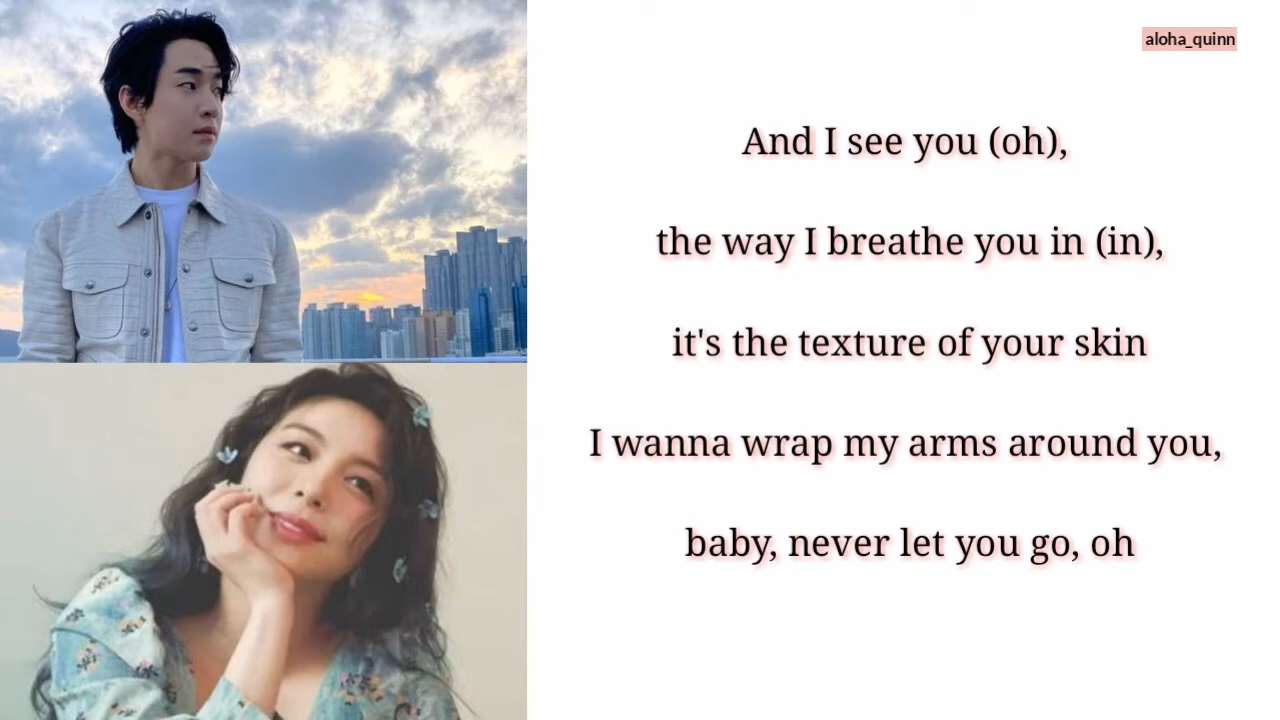 aloha_quinn
And I see you (oh),
the way I breathe you in (in),
it's the texture of your skin
I wanna wrap my arms around you,
baby, never let you go, oh